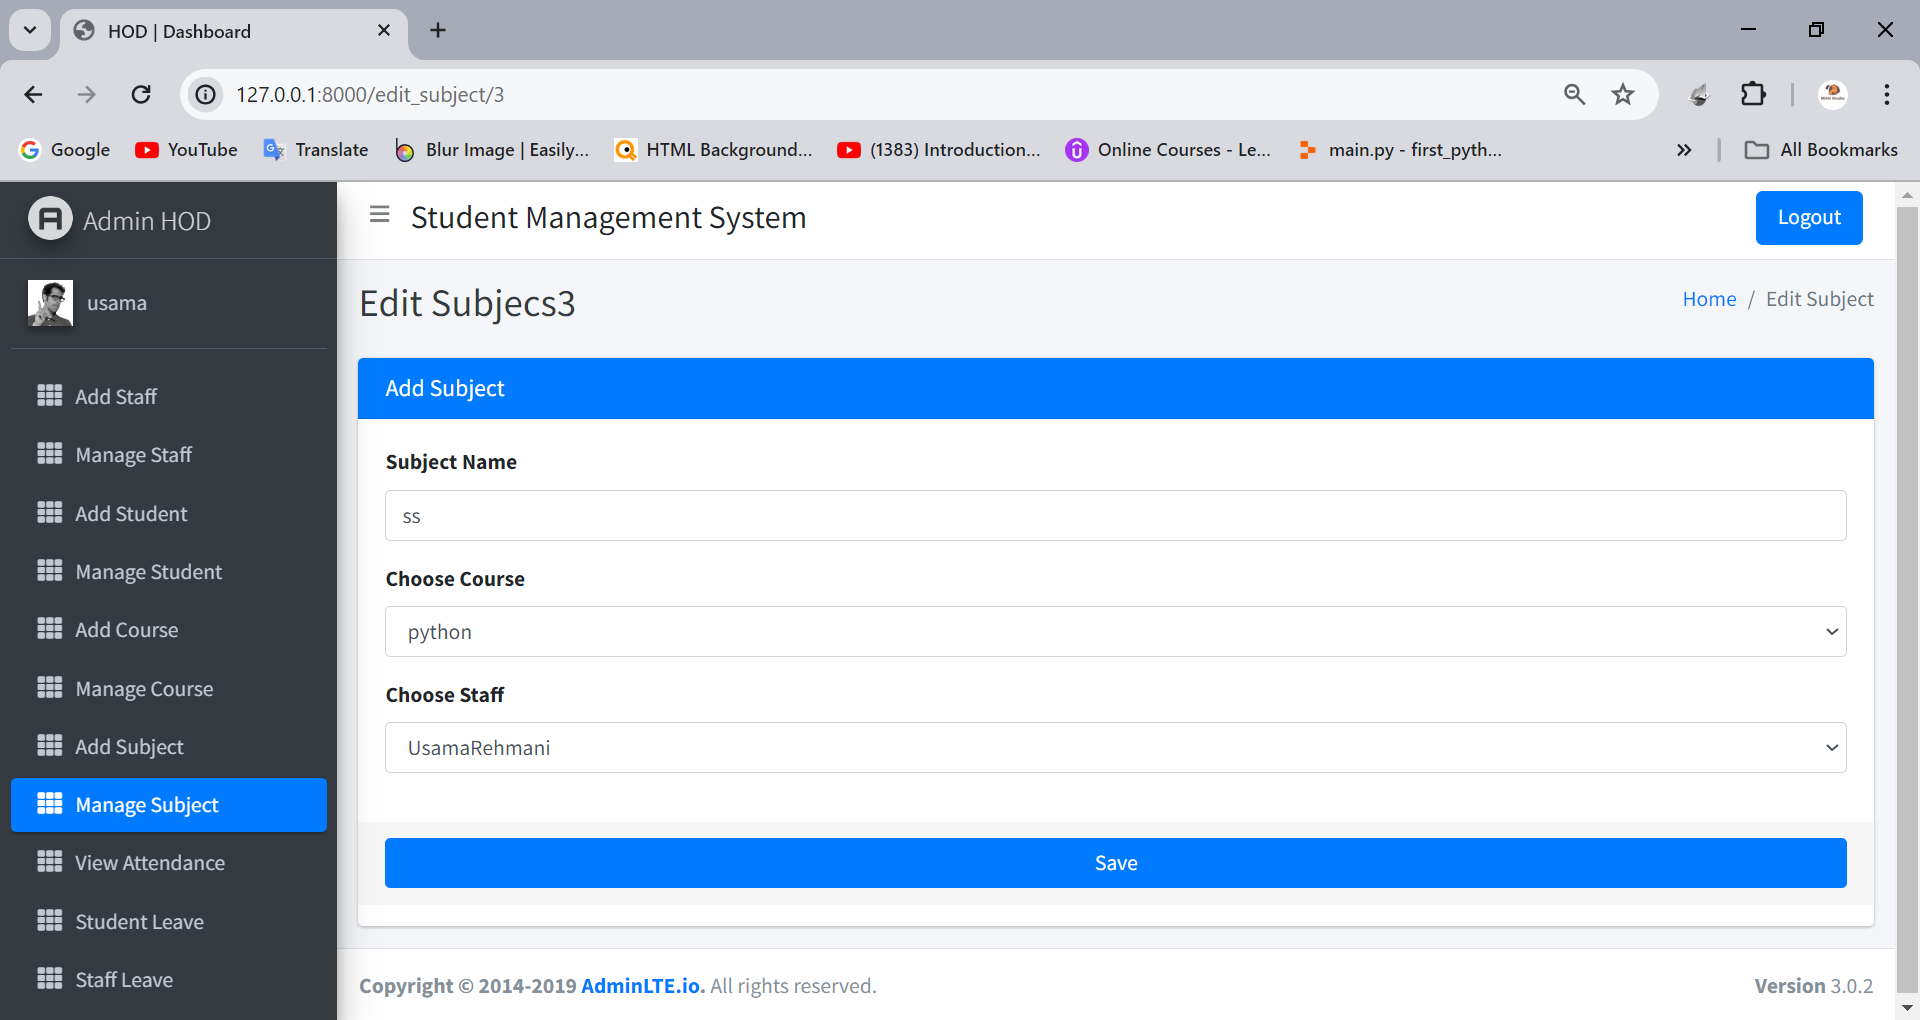 HOD | Dashboard
127.0.0.1:8000/edit_subject/3
Google YouTube Translate Blur Image | Easily... HTML Background... (1383) Introduction... Online Courses - Le... main.py - first_pyth... All Bookmarks
Admin HOD
Student Management System
Logout
usama
Edit Subjecs3
Home / Edit Subject
Add Staff
Manage Staff
Add Student
Manage Student
Add Course
Manage Course
Add Subject
Manage Subject
View Attendance
Student Leave
Staff Leave
Add Subject
Subject Name
ss
Choose Course
python
Choose Staff
UsamaRehmani
Save
Copyright © 2014-2019 AdminLTE.io. All rights reserved.
Version 3.0.2